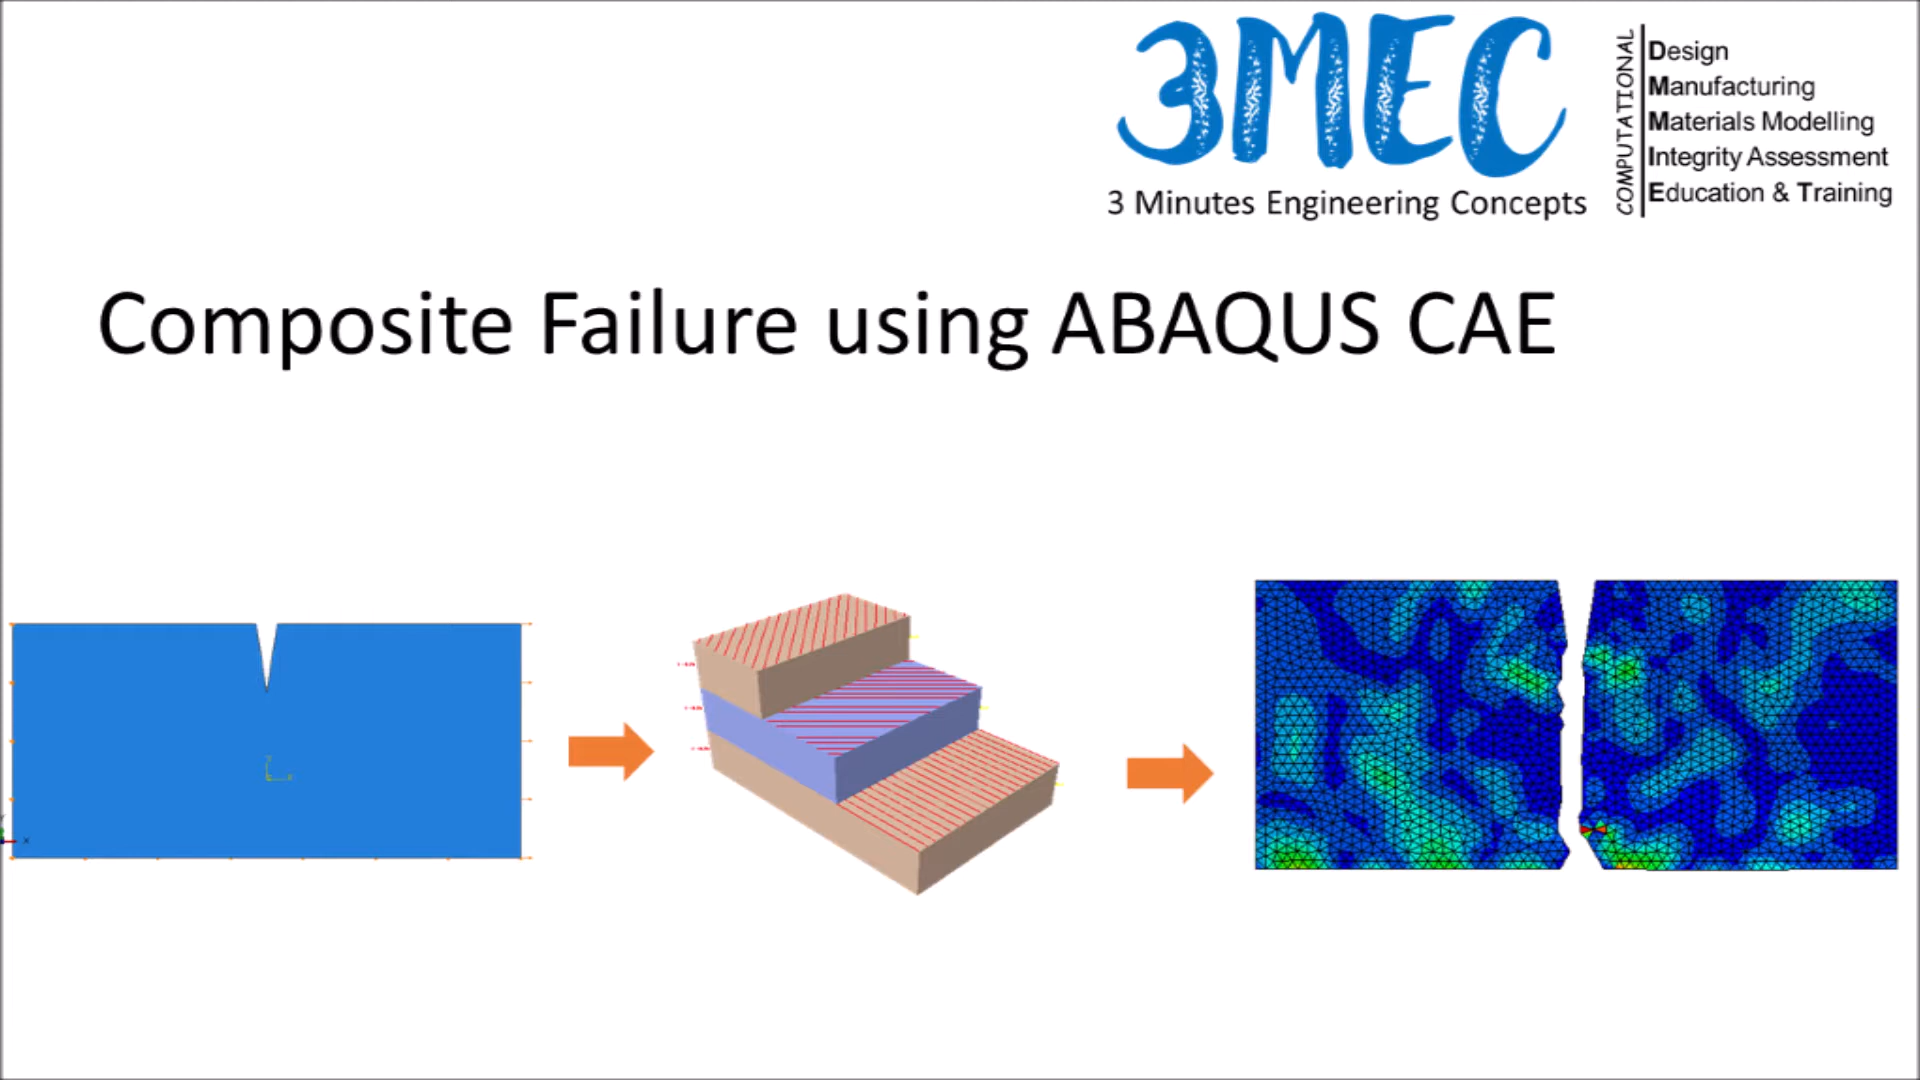 3MEC
3 Minutes Engineering Concepts
COMPUTATIONAL
Design
Manufacturing
Materials Modelling
Integrity Assessment
Education & Training
Composite Failure using ABAQUS CAE